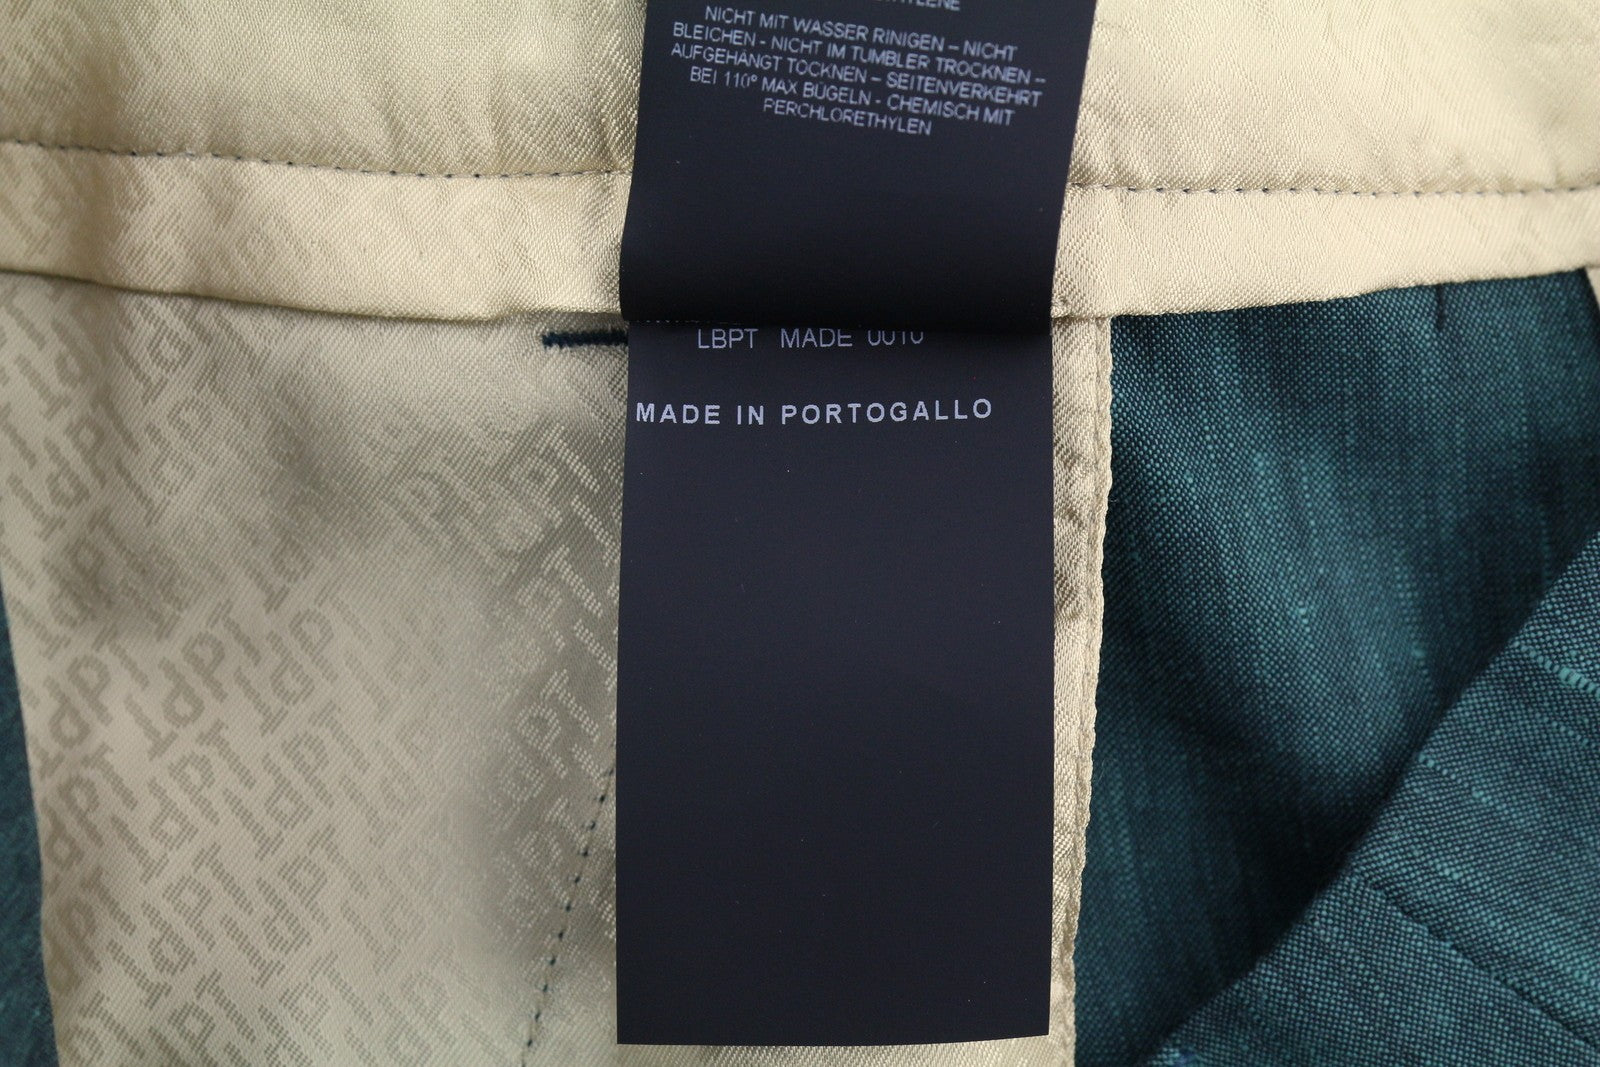 NICHT MIT WASSER RINIGEN – NICHT
BLEICHEN - NICHT IM TUMBLER TROCKNEN –
AUFGEHÄNGT TOCKNEN – SEITENVERKEHRT
BEI 110° MAX BÜGELN - CHEMISCH MIT
PERCHLORETHYLEN
LBPT MADE 0010
MADE IN PORTOGALLO